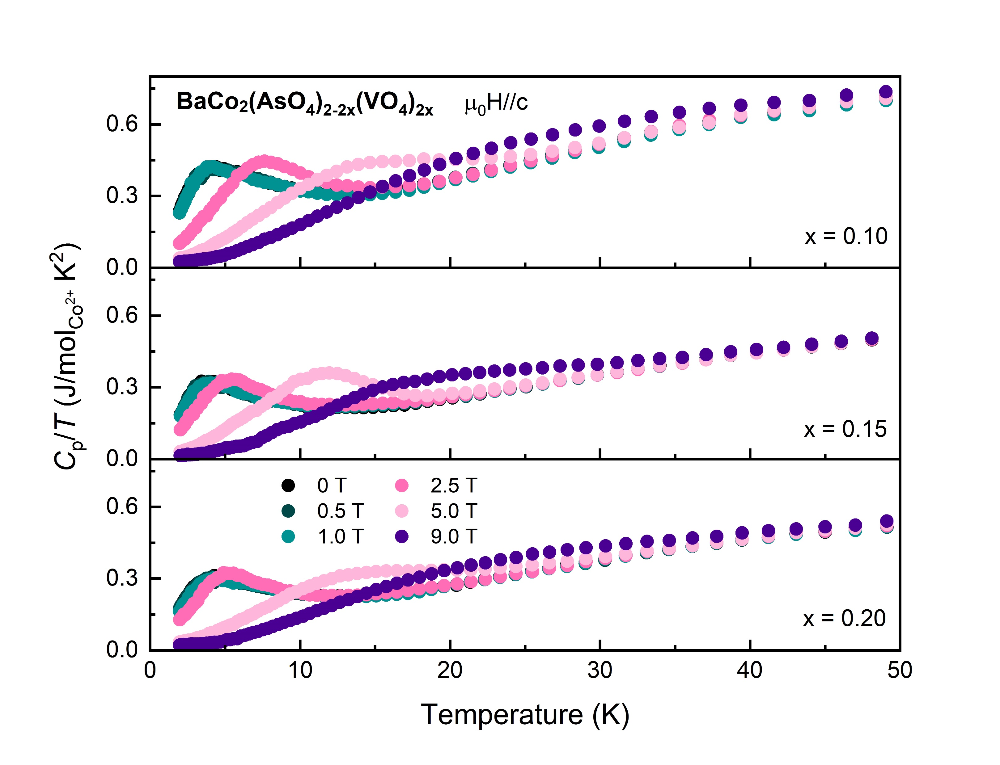 BaCo₂(AsO₄)₂₋₂ₓ(VO₄)₂ₓ μ₀H//c
0.6
0.3
0.0
x = 0.10
0.6
0.3
0.0
x = 0.15
Cₚ/T (J/mol_Co²⁺ K²)
0 T 2.5 T
0.5 T 5.0 T
1.0 T 9.0 T
0.6
0.3
0.0
x = 0.20
0 10 20 30 40 50
Temperature (K)